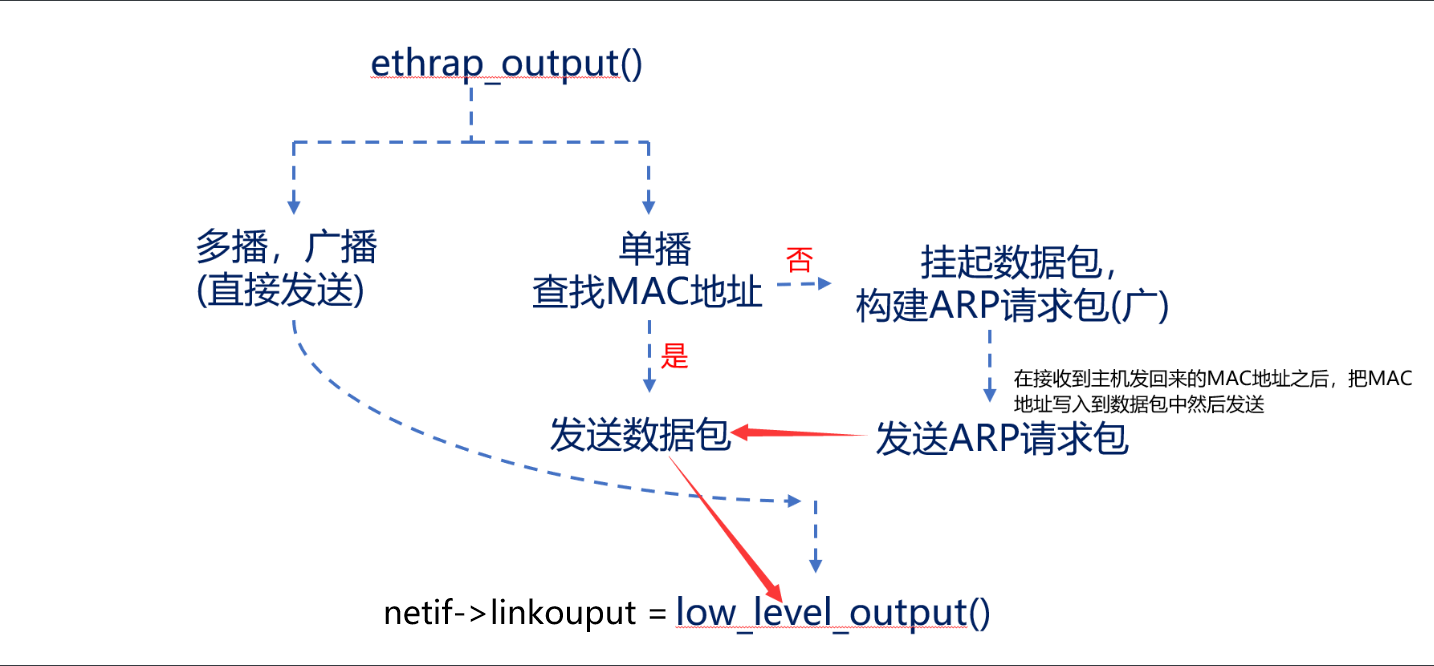 ethrap_output()
多播，广播
(直接发送)
单播
查找MAC地址
否
挂起数据包，
构建ARP请求包(广)
是
在接收到主机发回来的MAC地址之后，把MAC
地址写入到数据包中然后发送
发送数据包
发送ARP请求包
netif->linkouput = low_level_output()